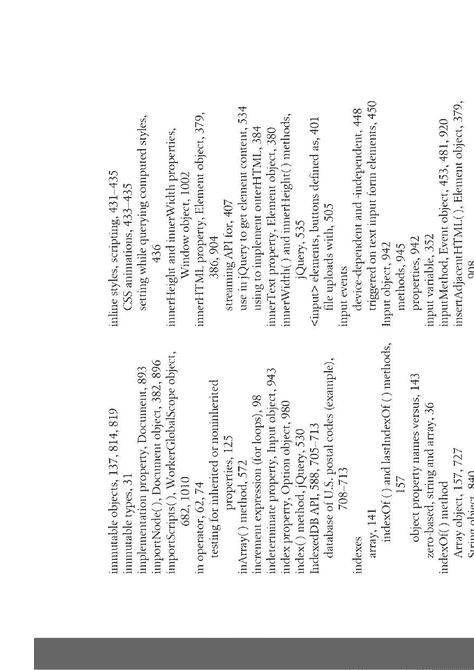 immutable objects, 137, 814, 819
immutable types, 31
implementation property, Document, 893
importNode(), Document object, 382, 896
importScripts( ), WorkerGlobalScope object,
682, 1010
in operator, 62, 74
testing for inherited or noninherited
properties, 125
inArray() method, 572
increment expression (for loops), 98
indeterminate property, Input object, 943
index property, Option object, 980
index( ) method, jQuery, 530
IndexedDB API, 588, 705–713
database of U.S. postal codes (example),
708–713
indexes
array, 141
indexOf ( ) and lastIndexOf ( ) methods,
157
object property names versus, 143
zero-based, string and array, 36
indexOf( ) method
Array object, 157, 727
String object, 840
inline styles, scripting, 431–435
CSS animations, 433–435
setting while querying computed styles,
436
innerHeight and innerWidth properties,
Window object, 1002
innerHTML property, Element object, 379,
386, 904
streaming API for, 407
use in jQuery to get element content, 534
using to implement outerHTML, 384
innerText property, Element object, 380
innerWidth( ) and innerHeight( ) methods,
jQuery, 535
<input> elements, buttons defined as, 401
file uploads with, 505
input events
device-dependent and -independent, 448
triggered on text input form elements, 450
Input object, 942
methods, 945
properties, 942
input variable, 352
inputMethod, Event object, 453, 481, 920
insertAdjacentHTML(), Element object, 379,
908